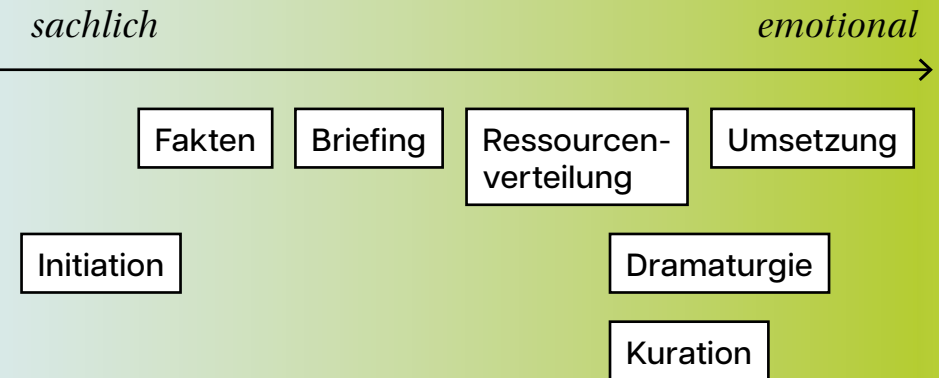 sachlich
emotional
Fakten
Briefing
Ressourcen-
verteilung
Umsetzung
Initiation
Dramaturgie
Kuration